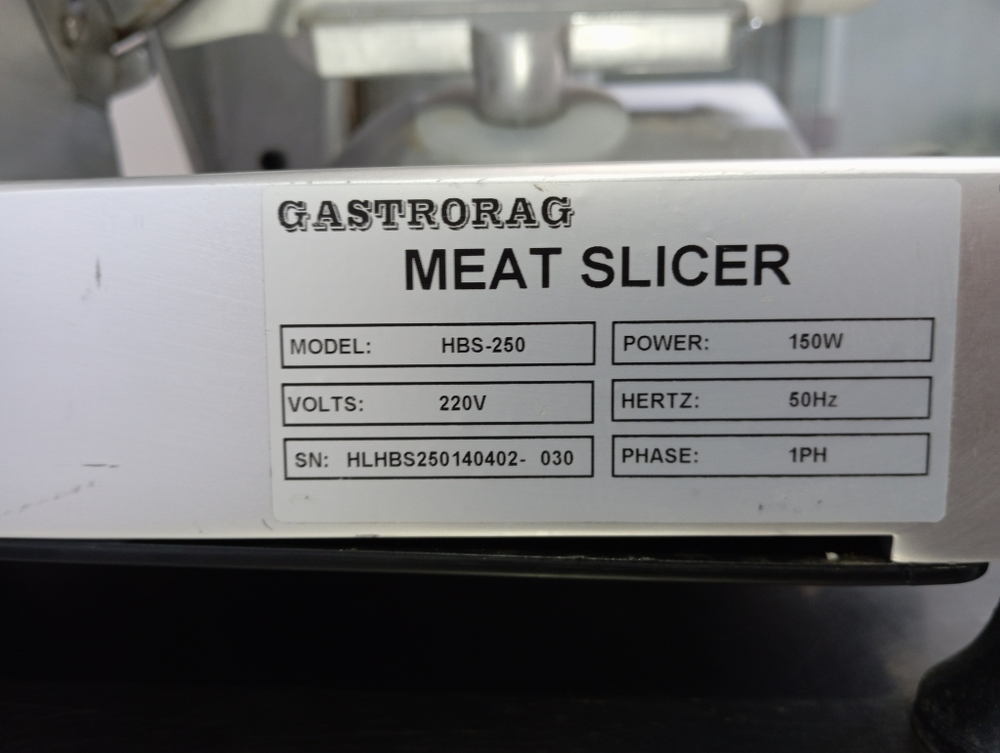 GASTRORAG
MEAT SLICER
MODEL: HBS-250
POWER: 150W
VOLTS: 220V
HERTZ: 50Hz
SN: HLHBS250140402- 030
PHASE: 1PH